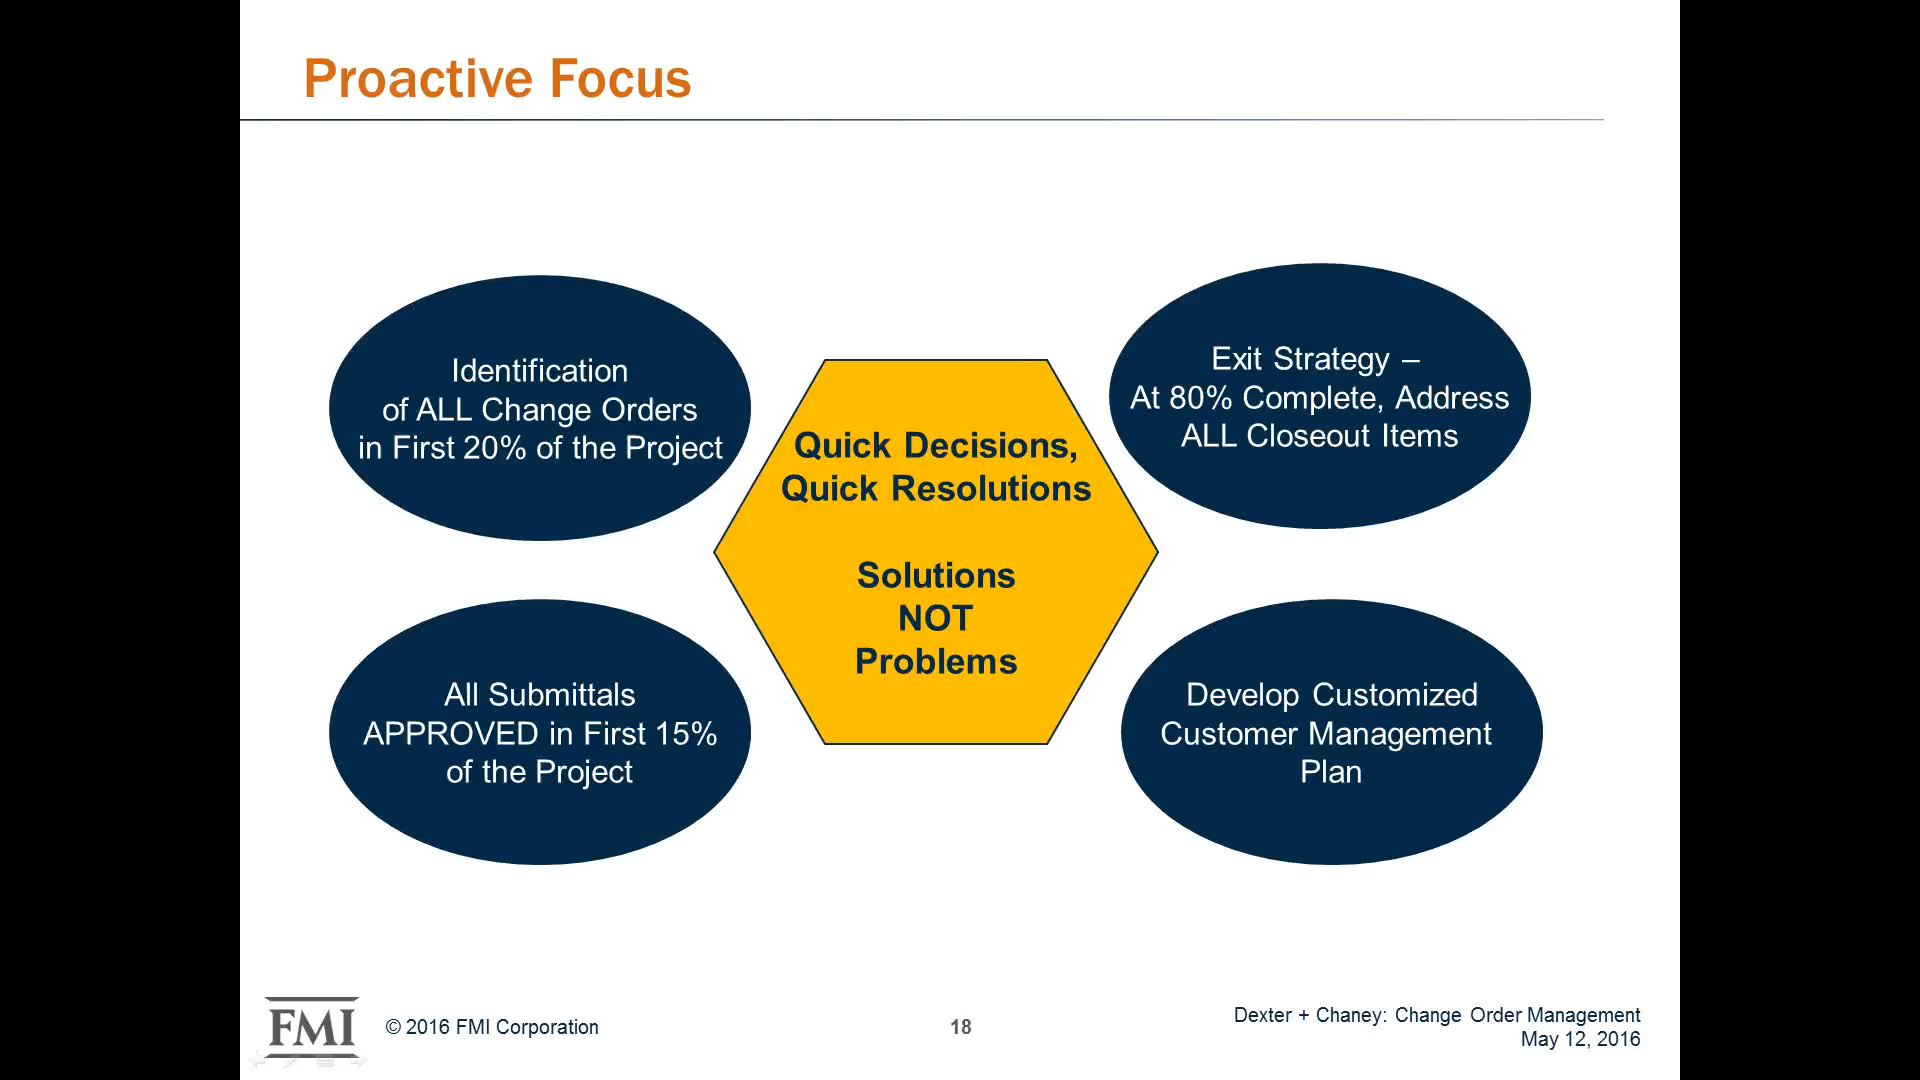 Proactive Focus
Identification
of ALL Change Orders
in First 20% of the Project
Exit Strategy –
At 80% Complete, Address
ALL Closeout Items
Quick Decisions,
Quick Resolutions
Solutions
NOT
Problems
All Submittals
APPROVED in First 15%
of the Project
Develop Customized
Customer Management
Plan
FMI
© 2016 FMI Corporation
18
Dexter + Chaney: Change Order Management
May 12, 2016